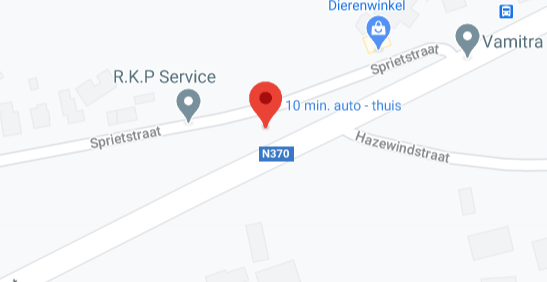 Dierenwinkel
Vamitra
Sprietstraat
R.K.P Service
10 min. auto - thuis
Sprietstraat
N370
Hazewindstraat